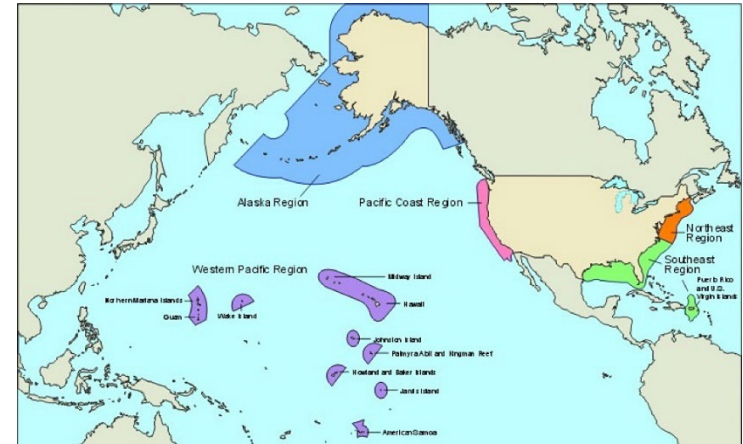 Alaska Region
Pacific Coast Region
Northeast
Region
Southeast
Region
Puerto Rico
and U.S.
Virgin Islands
Western Pacific Region
Midway Island
Hawaii
Northern Mariana Islands
Guam
Wake Island
Johnston Island
Palmyra Atoll and Kingman Reef
Howland and Baker Islands
Jarvis Island
American Samoa